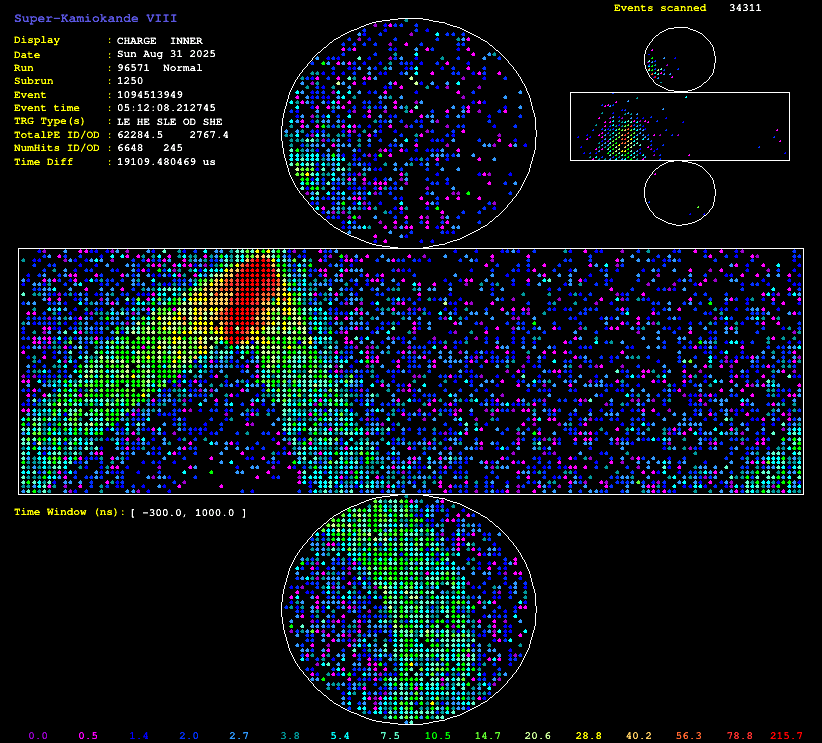 Super-Kamiokande VIII
Events scanned 34311
Display : CHARGE INNER
Date : Sun Aug 31 2025
Run : 96571 Normal
Subrun : 1250
Event : 1094513949
Event time : 05:12:08.212745
TRG Type(s) : LE HE SLE OD SHE
TotalPE ID/OD : 62284.5 2767.4
NumHits ID/OD : 6648 245
Time Diff : 19109.480469 us
Time Window (ns): [ -300.0, 1000.0 ]
0.0 0.5 1.4 2.0 2.7 3.8 5.4 7.5 10.5 14.7 20.6 28.8 40.2 56.3 78.8 215.7